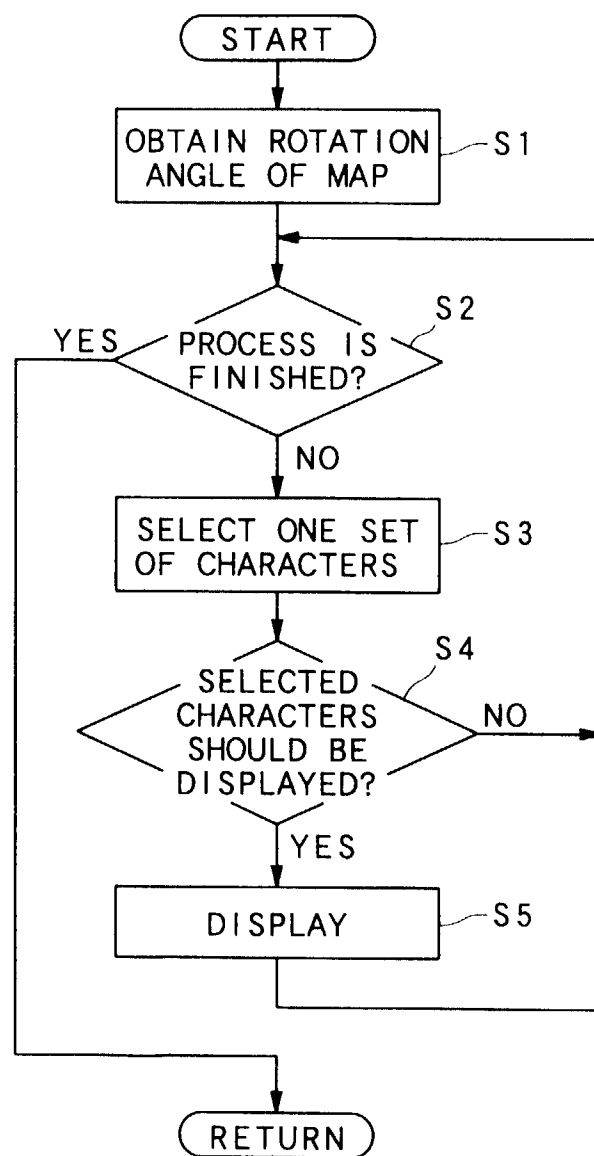 START
OBTAIN ROTATION
ANGLE OF MAP
S1
S2
YES
PROCESS IS
FINISHED?
NO
SELECT ONE SET
OF CHARACTERS
S3
S4
SELECTED
CHARACTERS
SHOULD BE
DISPLAYED?
NO
YES
DISPLAY
S5
RETURN